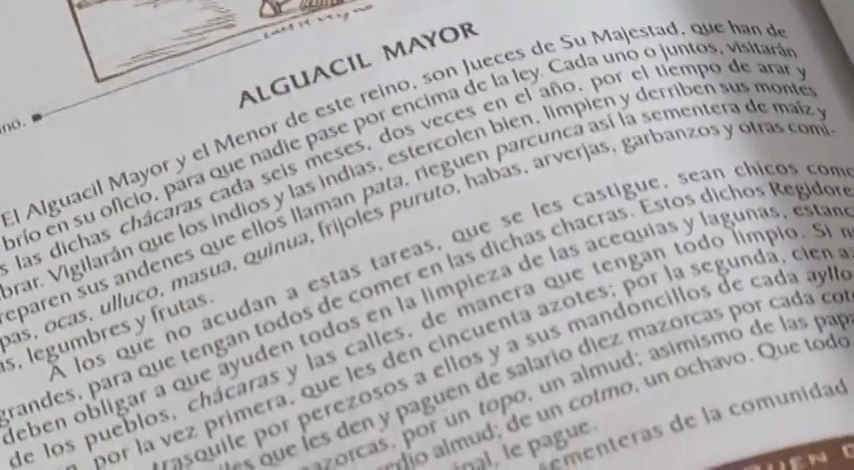 no.
ALGUACIL MAYOR
El Alguacil Mayor y el Menor de este reino, son Jueces de Su Majestad, que han de
brío en su oficio, para que nadie pase por encima de la ley. Cada uno o juntos, visitarán
s las dichas chácaras cada seis meses, dos veces en el año, por el tiempo de arar y
brar. Vigilarán que los indios y las indias, estercolen bien, limpien y derriben sus montes
reparen sus andenes que ellos llaman pata, rieguen parcunca así la sementera de maíz y
pas, ocas, ulluco, masua, quinua, frijoles puruto, habas, arverjas, garbanzos y otras comi-
as, legumbres y frutas.
A los que no acudan a estas tareas, que se les castigue, sean chicos como
grandes, para que tengan todos de comer en las dichas chacras. Estos dichos Regidore
deben obligar a que ayuden todos en la limpieza de las acequias y lagunas, estanq
de los pueblos, chácaras y las calles, de manera que tengan todo limpio. Si n
por la vez primera, que les den cincuenta azotes; por la segunda, cien a
trasquile por perezosos a ellos y a sus mandoncillos de cada ayllo
les que les den y paguen de salario diez mazorcas por cada
azorcas, por un topo, un almud; asimismo de las papa
edio almud; de un cotmo, un ochavo. Que todo
le pague.
ementeras de la comunidad